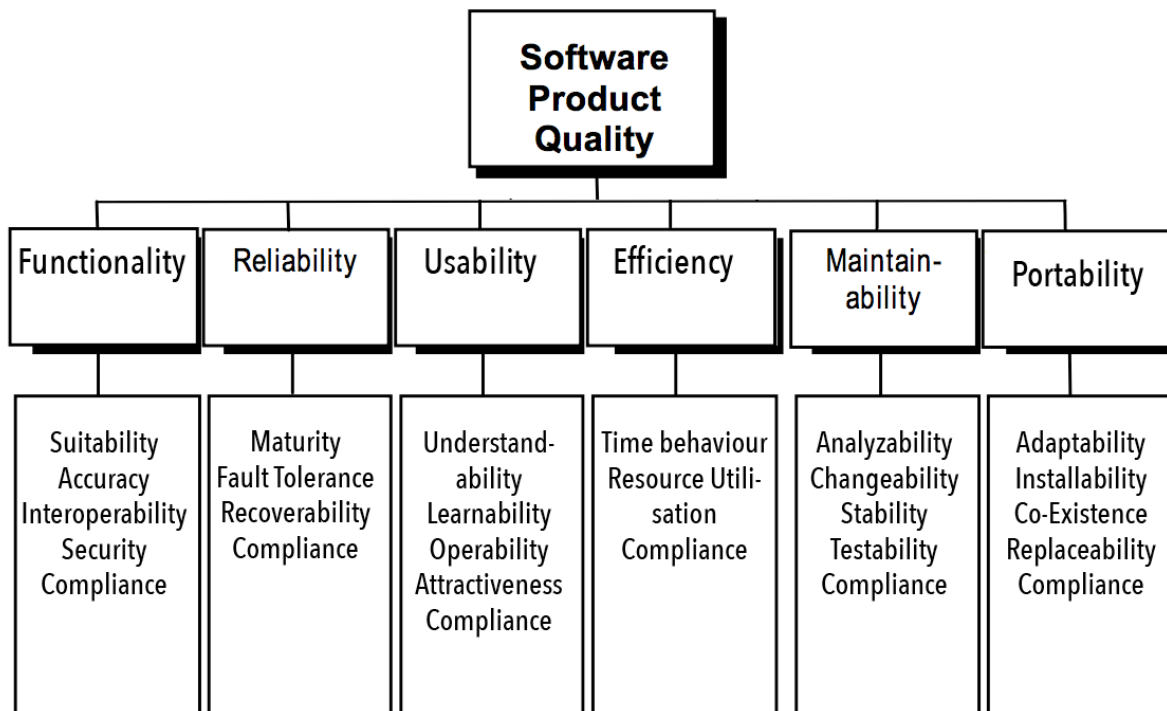 Software
Product
Quality
Functionality
Reliability
Usability
Efficiency
Maintain-
ability
Portability
Suitability
Accuracy
Interoperability
Security
Compliance
Maturity
Fault Tolerance
Recoverability
Compliance
Understand-
ability
Learnability
Operability
Attractiveness
Compliance
Time behaviour
Resource Utili-
sation
Compliance
Analyzability
Changeability
Stability
Testability
Compliance
Adaptability
Installability
Co-Existence
Replaceability
Compliance